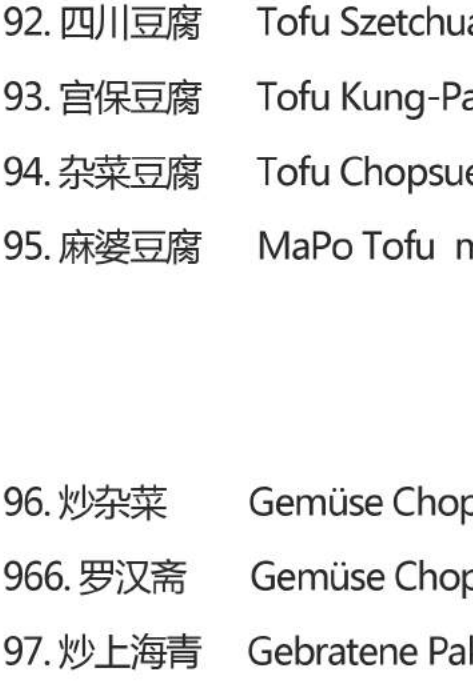 92. 四川豆腐 Tofu
93. 宫保豆腐 Tofu
94. 杂菜豆腐 Tofu
95. 麻婆豆腐 MaPo Tofu
96. 炒杂菜 Gemüse
966. 罗汉斋 Gemüse
97. 炒上海青 Gebratene